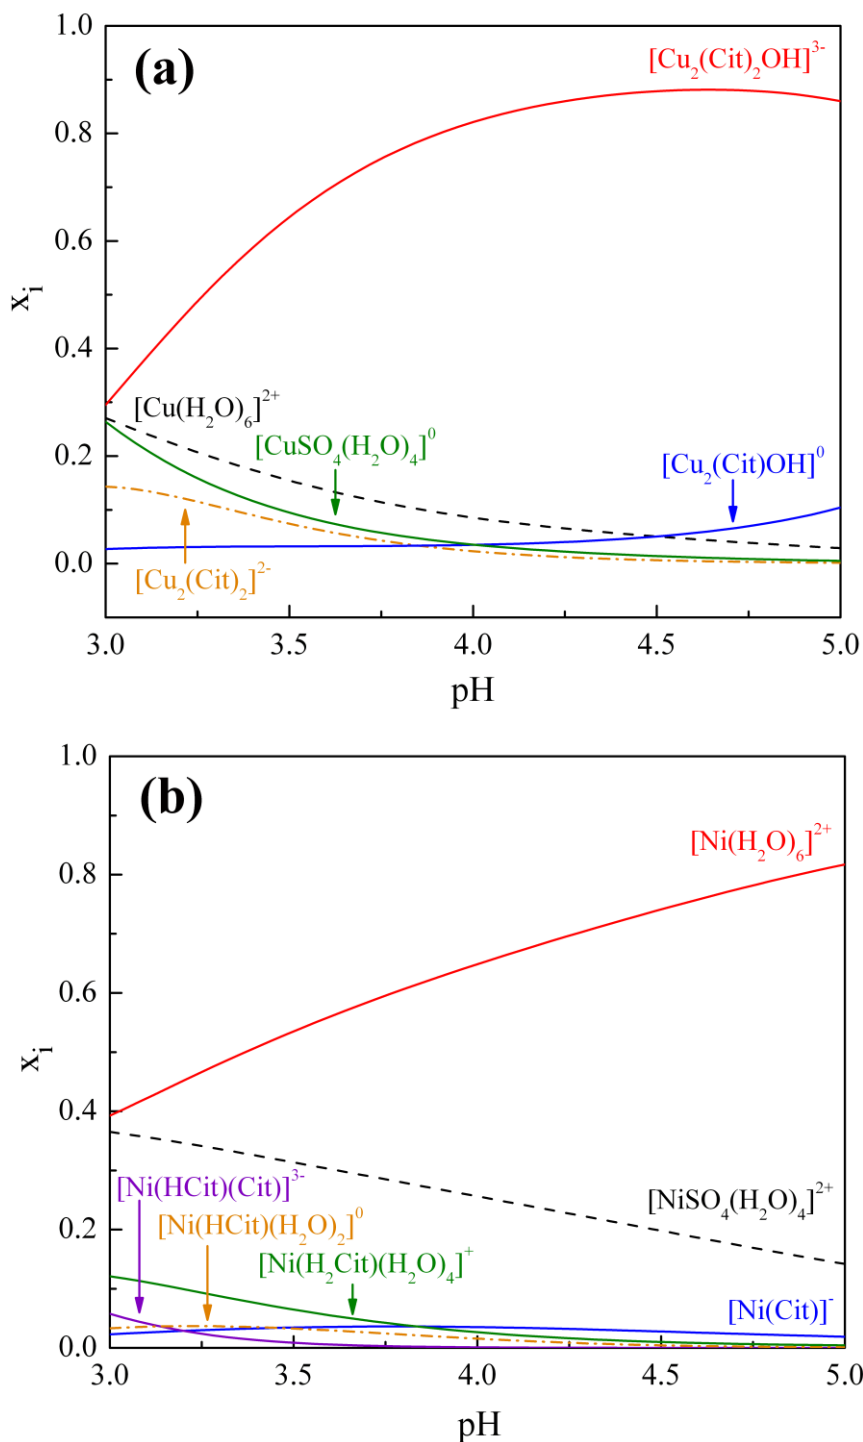 (a)
[Cu₂(Cit)₂OH]³⁻
[Cu(H₂O)₆]²⁺
[CuSO₄(H₂O)₄]⁰
[Cu₂(Cit)OH]⁰
[Cu₂(Cit)₂]²⁻
1.0
0.8
0.6
0.4
0.2
0.0
xᵢ
3.0 3.5 4.0 4.5 5.0
pH
(b)
[Ni(H₂O)₆]²⁺
[Ni(HCit)(Cit)]³⁻
[NiSO₄(H₂O)₄]²⁺
[Ni(HCit)(H₂O)₂]⁰
[Ni(H₂Cit)(H₂O)₄]⁺
[Ni(Cit)]⁻
1.0
0.8
0.6
0.4
0.2
0.0
xᵢ
3.0 3.5 4.0 4.5 5.0
pH